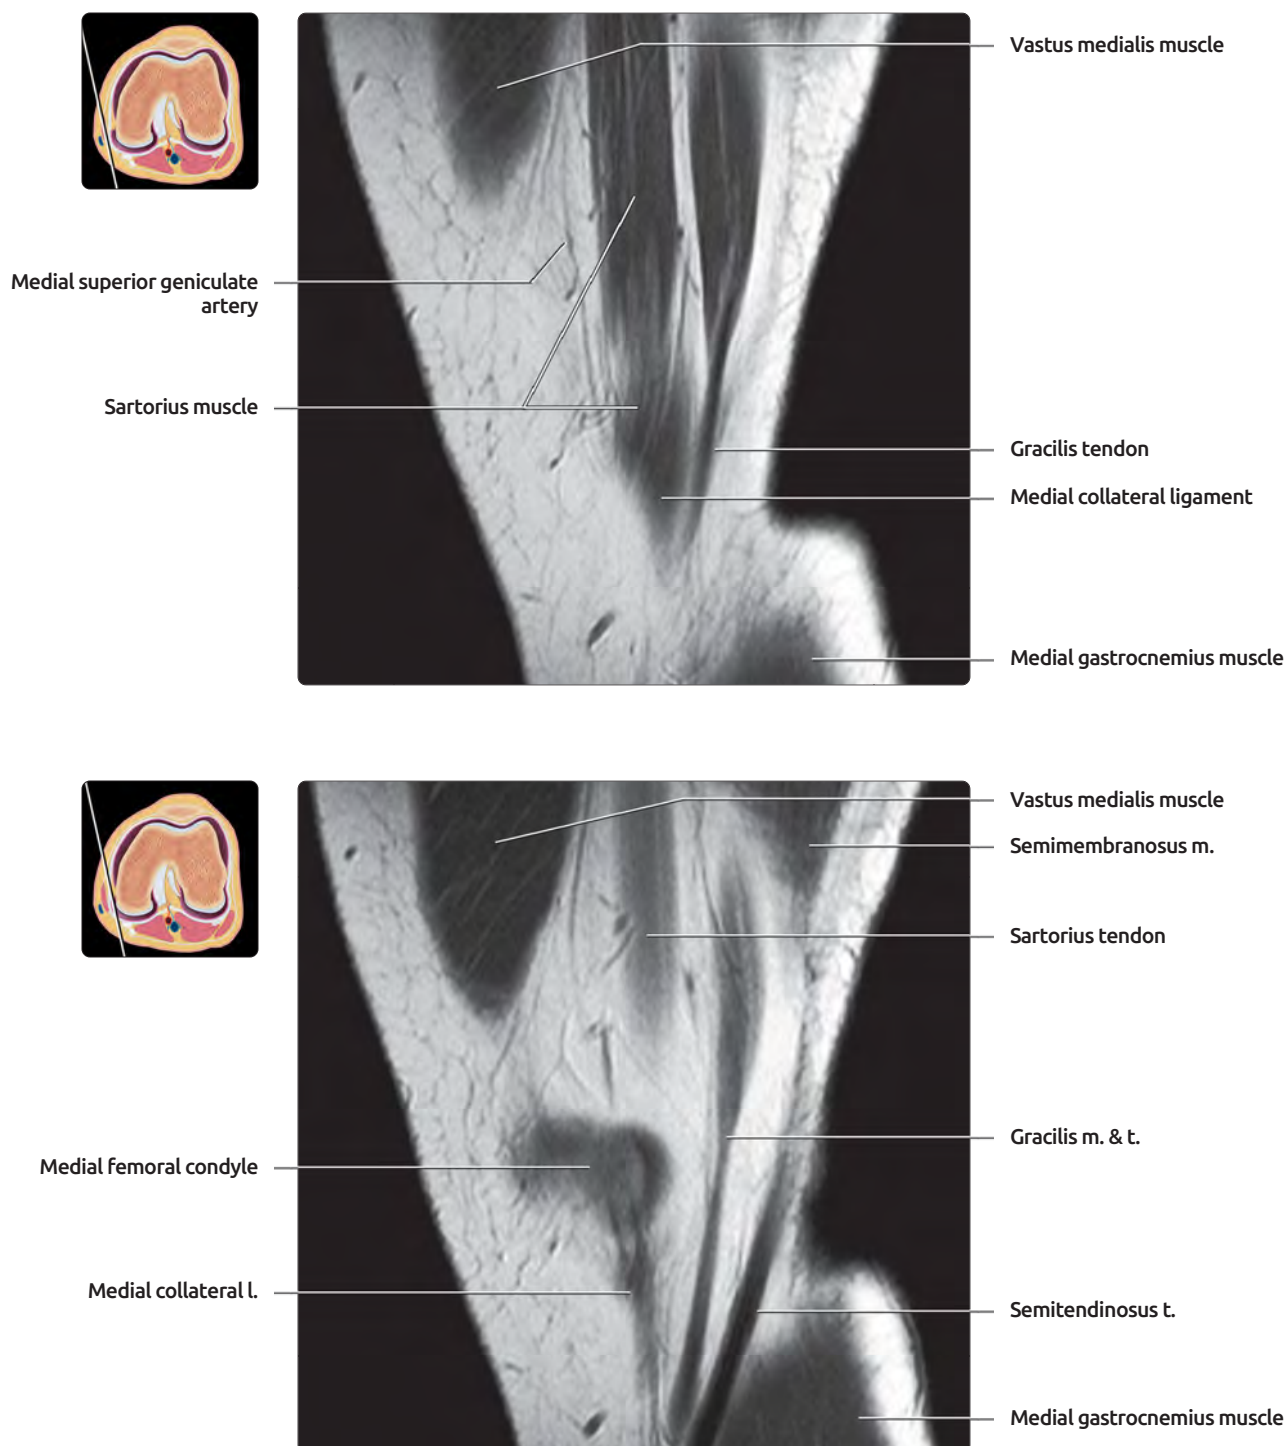 Vastus medialis muscle
Medial superior geniculate
artery
Sartorius muscle
Gracilis tendon
Medial collateral ligament
Medial gastrocnemius muscle
Vastus medialis muscle
Semimembranosus m.
Sartorius tendon
Gracilis m. & t.
Medial femoral condyle
Medial collateral l.
Semitendinosus t.
Medial gastrocnemius muscle